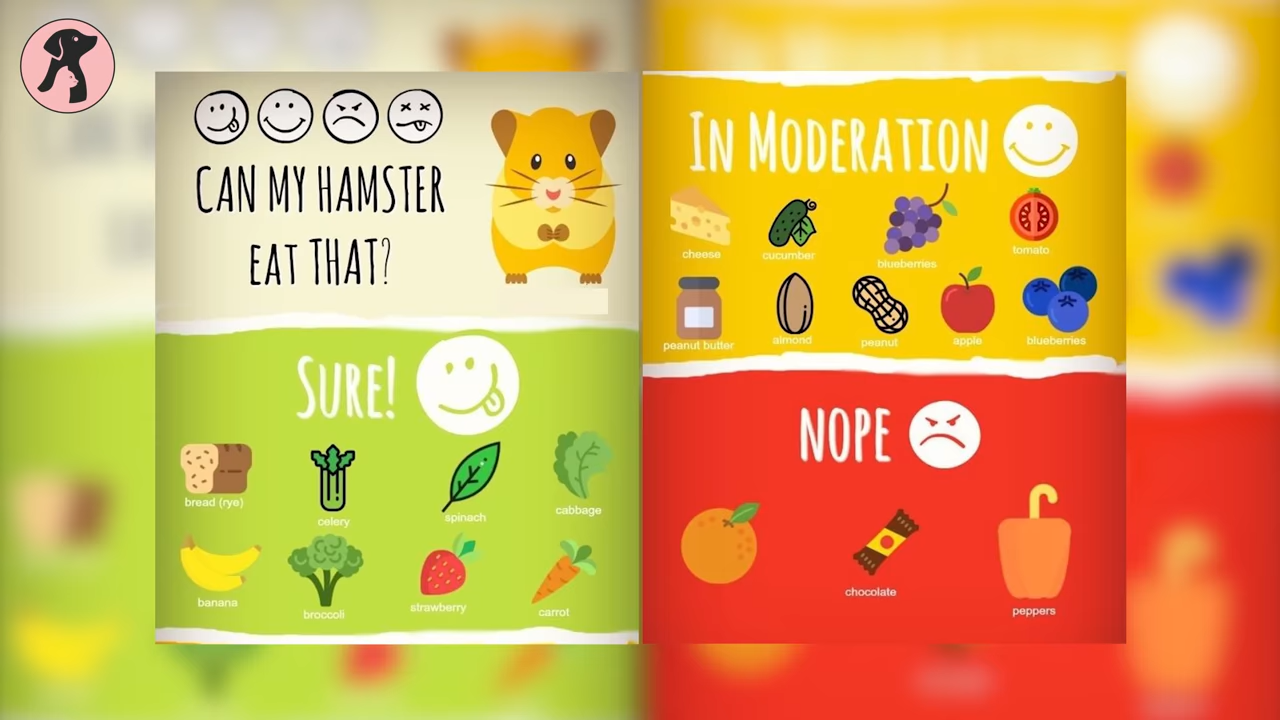 CAN MY HAMSTER
eat THAT?
SURE!
bread (rye)
celery
spinach
cabbage
banana
broccoli
strawberry
carrot
IN MODERATION
cheese
cucumber
blueberries
tomato
peanut butter
almond
peanut
apple
blueberries
NOPE
chocolate
peppers